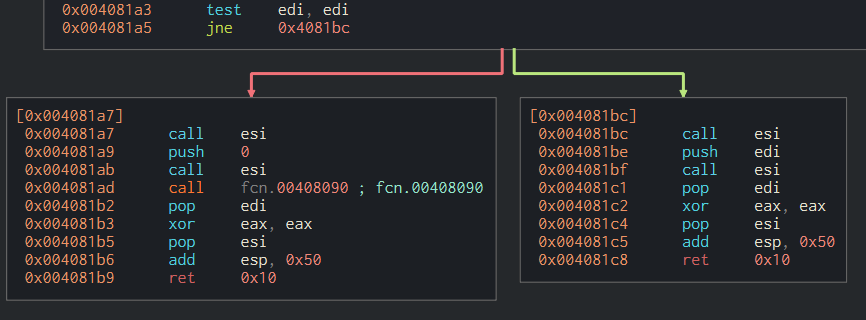 0x004081a3 test edi, edi
0x004081a5 jne 0x4081bc
[0x004081a7]
0x004081a7 call esi
0x004081a9 push 0
0x004081ab call esi
0x004081ad call fcn.00408090 ; fcn.00408090
0x004081b2 pop edi
0x004081b3 xor eax, eax
0x004081b5 pop esi
0x004081b6 add esp, 0x50
0x004081b9 ret 0x10
[0x004081bc]
0x004081bc call esi
0x004081be push edi
0x004081bf call esi
0x004081c1 pop edi
0x004081c2 xor eax, eax
0x004081c4 pop esi
0x004081c5 add esp, 0x50
0x004081c8 ret 0x10